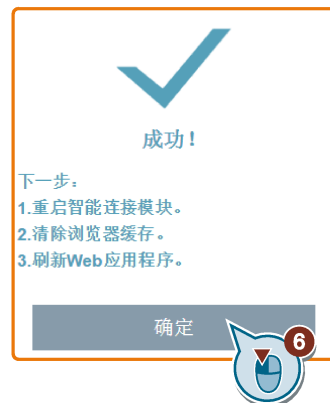 成功！
下一步：
1.重启智能连接模块。
2.清除浏览器缓存。
3.刷新Web应用程序。
确定
6